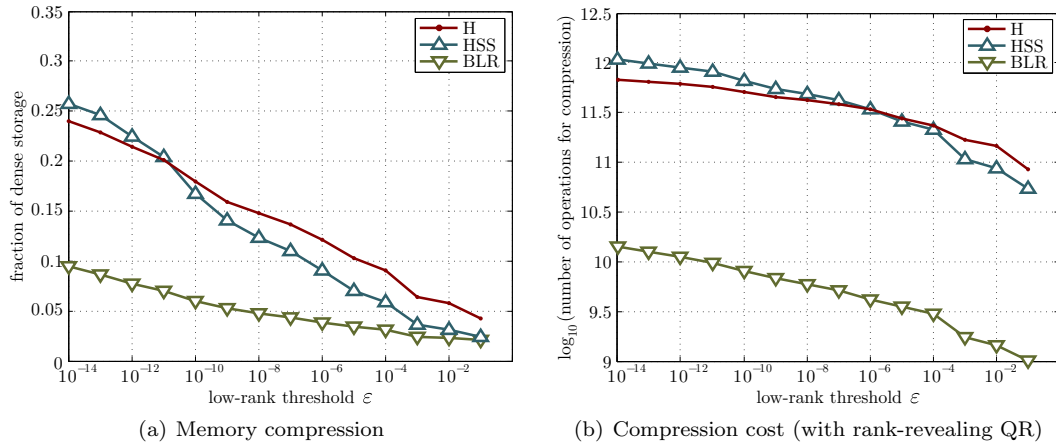 0.35
0.3
0.25
0.2
0.15
0.1
0.05
0
fraction of dense storage
H
HSS
BLR
10⁻¹⁴ 10⁻¹² 10⁻¹⁰ 10⁻⁸ 10⁻⁶ 10⁻⁴ 10⁻²
low-rank threshold ε
(a) Memory compression
12.5
12
11.5
11
10.5
10
9.5
9
log₁₀(number of operations for compression)
H
HSS
BLR
10⁻¹⁴ 10⁻¹² 10⁻¹⁰ 10⁻⁸ 10⁻⁶ 10⁻⁴ 10⁻²
low-rank threshold ε
(b) Compression cost (with rank-revealing QR)